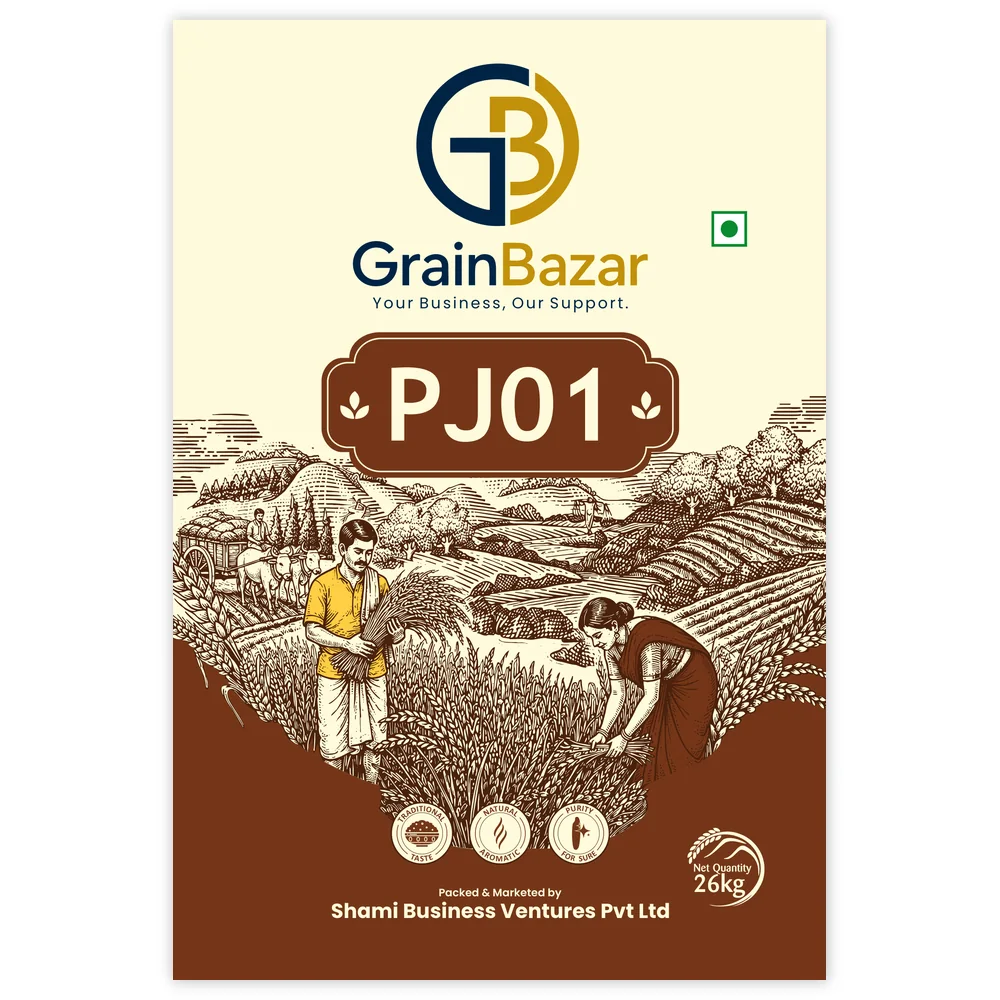 GB
GrainBazar
Your Business, Our Support.
PJ01
TRADITIONAL
TASTE
NATURAL
AROMATIC
PURITY
FOR SURE
Net Quantity
26kg
Packed & Marketed by
Shami Business Ventures Pvt Ltd